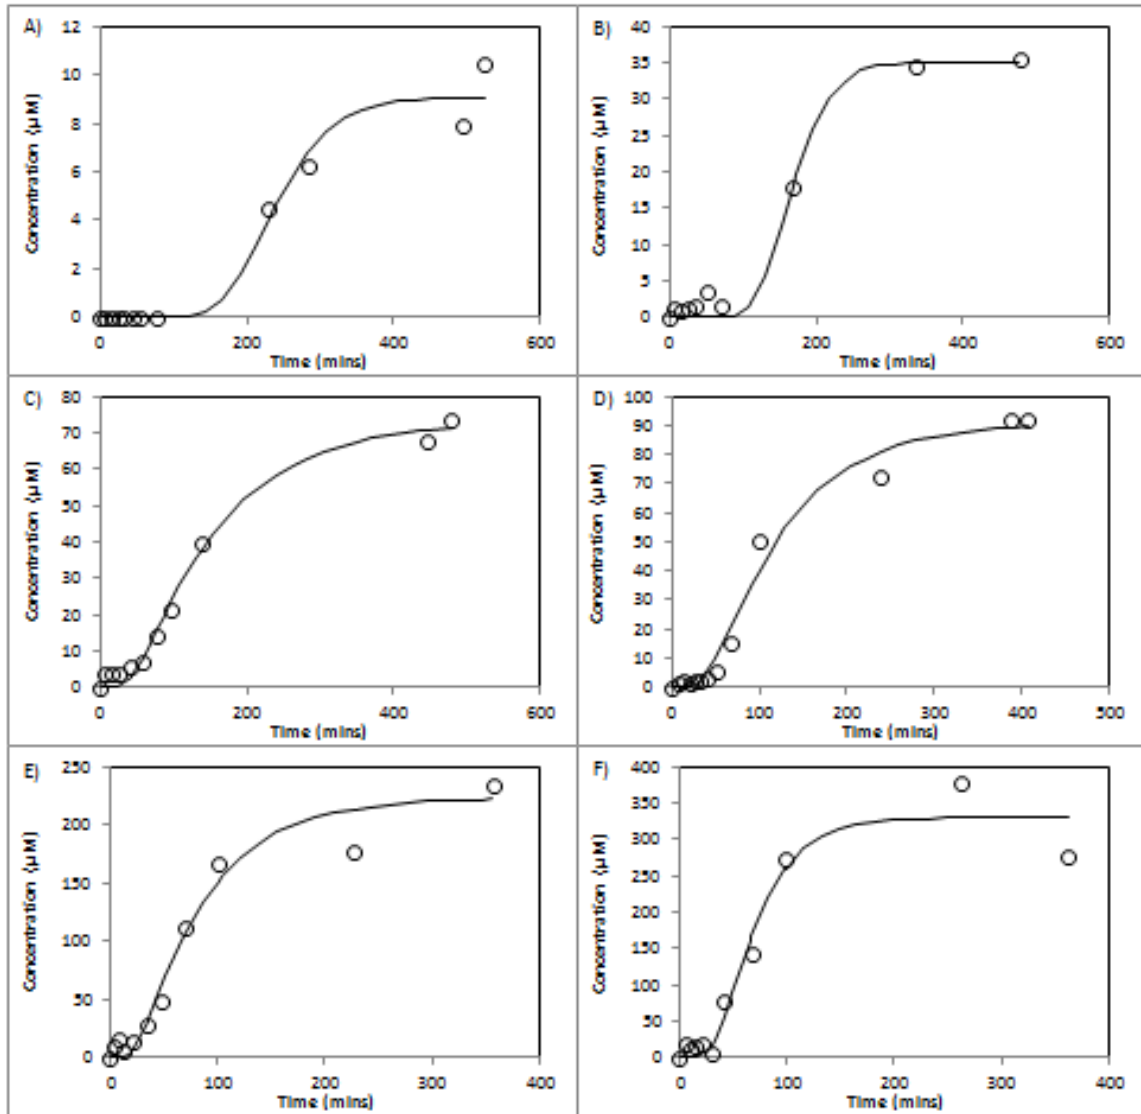 A)
12
10
8
6
4
2
0
Concentration (µM)
0 200 400 600
Time (mins)
B)
40
35
30
25
20
15
10
5
0
Concentration (µM)
0 200 400 600
Time (mins)
C)
80
70
60
50
40
30
20
10
0
Concentration (µM)
0 200 400 600
Time (mins)
D)
100
90
80
70
60
50
40
30
20
10
0
Concentration (µM)
0 100 200 300 400 500
Time (mins)
E)
250
200
150
100
50
0
Concentration (µM)
0 100 200 300 400
Time (mins)
F)
400
350
300
250
200
150
100
50
0
Concentration (µM)
0 100 200 300 400
Time (mins)